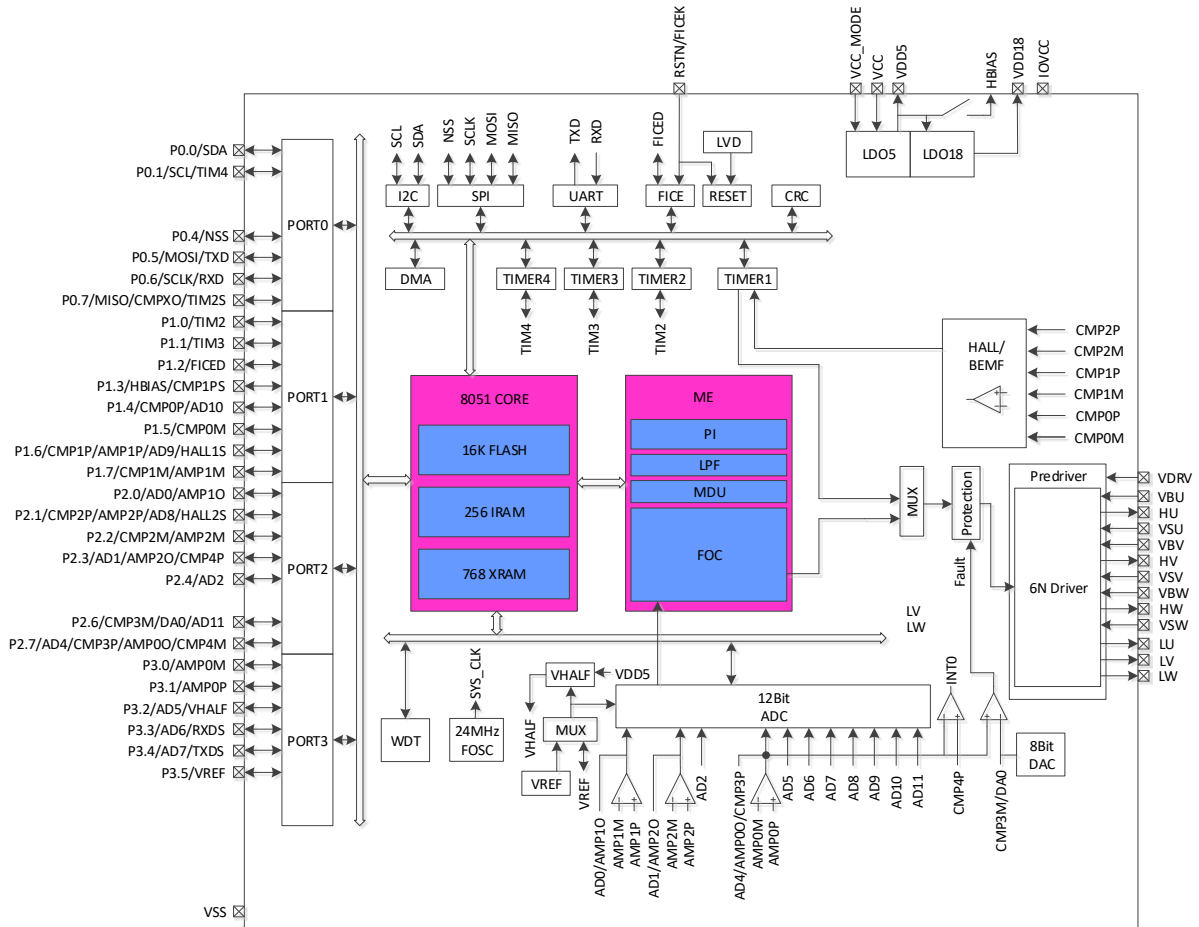 RSTN/FICEK
VCC_MODE
VCC
VDD5
HBIAS
VDD18
IOVCC
LDO5
LDO18
P0.0/SDA
P0.1/SCL/TIM4
P0.4/NSS
P0.5/MOSI/TXD
P0.6/SCLK/RXD
P0.7/MISO/CMPXO/TIM2S
P1.0/TIM2
P1.1/TIM3
P1.2/FICED
P1.3/HBIAS/CMP1PS
P1.4/CMP0P/AD10
P1.5/CMP0M
P1.6/CMP1P/AMP1P/AD9/HALL1S
P1.7/CMP1M/AMP1M
P2.0/AD0/AMP1O
P2.1/CMP2P/AMP2P/AD8/HALL2S
P2.2/CMP2M/AMP2M
P2.3/AD1/AMP2O/CMP4P
P2.4/AD2
P2.6/CMP3M/DA0/AD11
P2.7/AD4/CMP3P/AMP0O/CMP4M
P3.0/AMP0M
P3.1/AMP0P
P3.2/AD5/VHALF
P3.3/AD6/RXDS
P3.4/AD7/TXDS
P3.5/VREF
VSS
PORT0
PORT1
PORT2
PORT3
SCL
SDA
NSS
SCLK
MOSI
MISO
TXD
RXD
FICED
LVD
I2C
SPI
UART
FICE
RESET
CRC
DMA
TIMER4
TIMER3
TIMER2
TIMER1
TIM4
TIM3
TIM2
8051 CORE
16K FLASH
256 IRAM
768 XRAM
ME
PI
LPF
MDU
FOC
HALL/
BEMF
CMP2P
CMP2M
CMP1P
CMP1M
CMP0P
CMP0M
MUX
Protection
Fault
Predriver
6N Driver
VDRV
VBU
HU
VSU
VBV
HV
VSV
VBW
HW
VSW
LU
LV
LW
LV
LW
WDT
SYS_CLK
24MHz
FOSC
VHALF
VDD5
VHALF
MUX
VREF
VREF
12Bit
ADC
AD0/AMP1O
AMP1M
AMP1P
AD1/AMP2O
AMP2M
AMP2P
AD2
AD4/AMP0O/CMP3P
AMP0M
AMP0P
AD5
AD6
AD7
AD8
AD9
AD10
AD11
INT0
CMP4P
CMP3M/DA0
8Bit
DAC